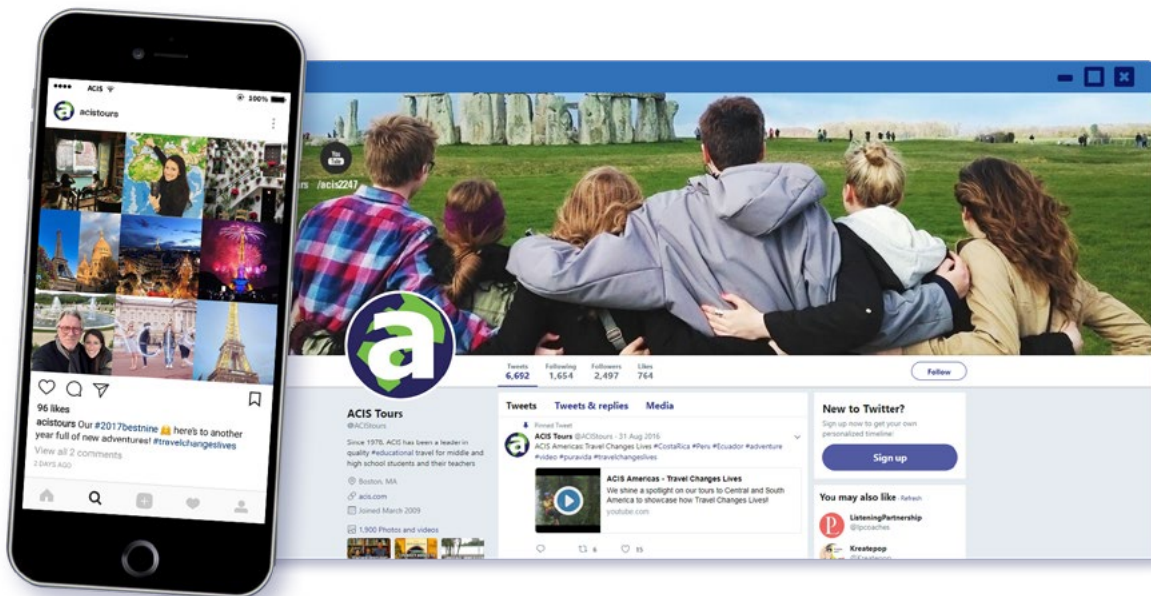 ACIS
100%
a
acistours
96 likes
acistours Our #2017bestnine 🎊 here's to another
year full of new adventures! #travelchangeslives
View all 2 comments
2 DAYS AGO
You
Tube
/acis2247
a
Tweets Following Followers Likes
6,692 1,654 2,497 764
Follow
ACIS Tours
@ACIStours
Since 1978, ACIS has been a leader in
quality #educational travel for middle and
high school students and their teachers
Boston, MA
acis.com
Joined March 2009
1,900 Photos and videos
Tweets Tweets & replies Media
Pinned Tweet
ACIS Tours @ACIStours - 31 Aug 2016
ACIS Americas: Travel Changes Lives #CostaRica #Peru #Ecuador #adventure
#video #puravida #travelchangeslives
ACIS Americas - Travel Changes Lives
We shine a spotlight on our tours to Central and South
America to showcase how Travel Changes Lives!
youtube.com
6 15
New to Twitter?
Sign up now to get your own
personalized timeline!
Sign up
You may also like · Refresh
ListeningPartnership
@lpcoaches
Kreatepop